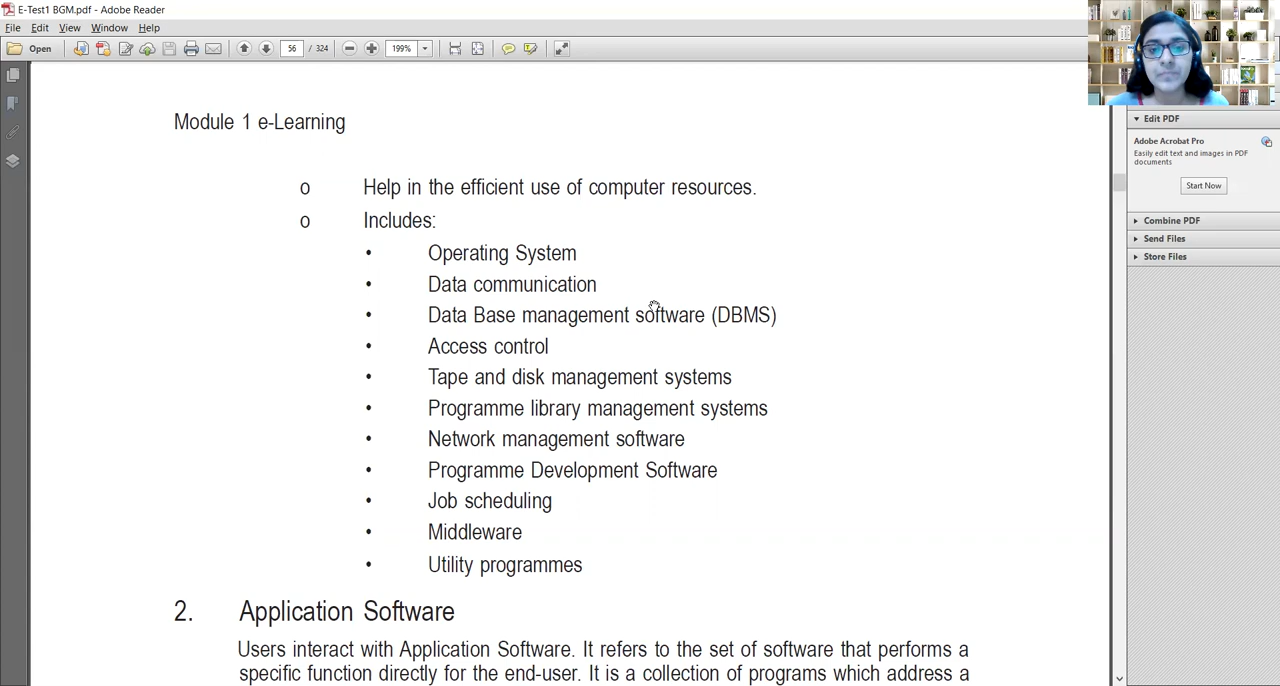 E-Test1 BGM.pdf - Adobe Reader
File Edit View Window Help
Open 56 / 324 199%
Module 1 e-Learning
o Help in the efficient use of computer resources.
o Includes:
• Operating System
• Data communication
• Data Base management software (DBMS)
• Access control
• Tape and disk management systems
• Programme library management systems
• Network management software
• Programme Development Software
• Job scheduling
• Middleware
• Utility programmes
2. Application Software
Users interact with Application Software. It refers to the set of software that performs a
specific function directly for the end-user. It is a collection of programs which address a
Edit PDF
Adobe Acrobat Pro
Easily edit text and images in PDF
documents
Start Now
Combine PDF
Send Files
Store Files